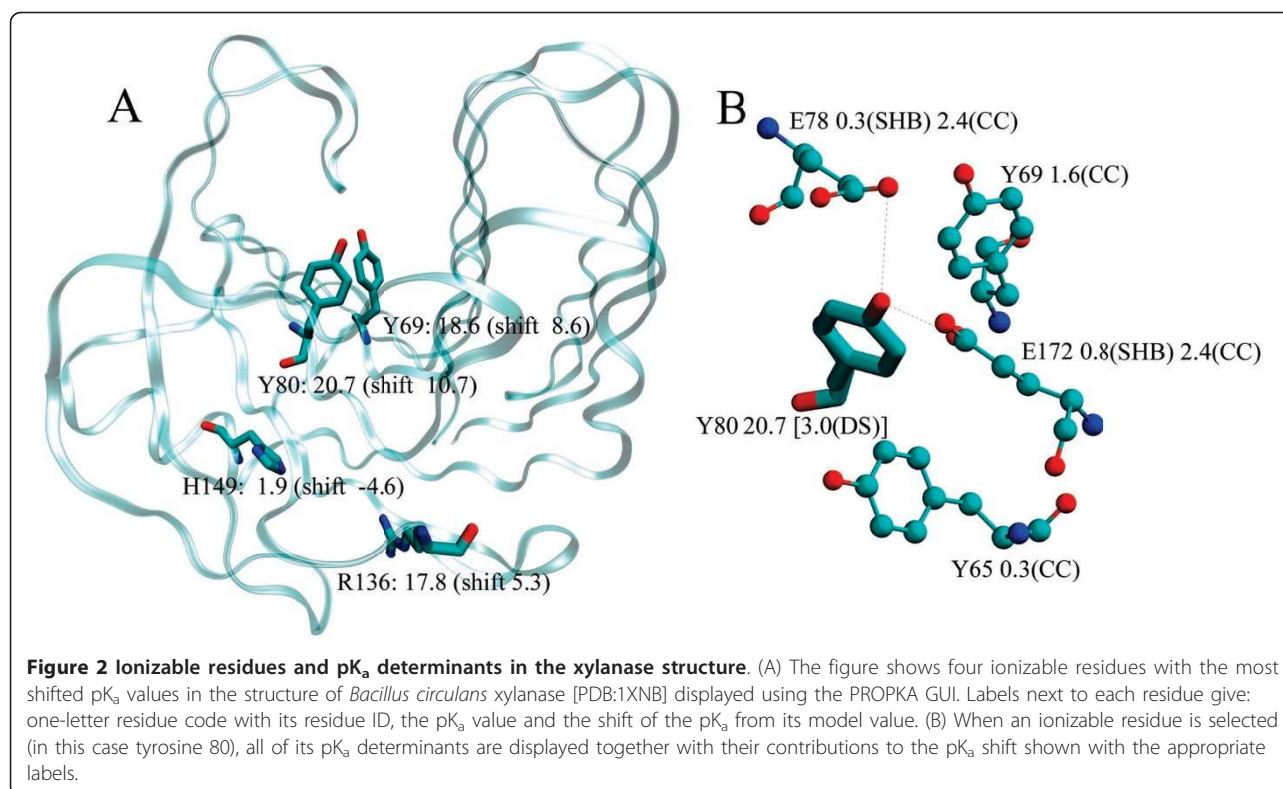 A
B
E78 0.3(SHB) 2.4(CC)
Y69 1.6(CC)
Y69: 18.6 (shift 8.6)
Y80: 20.7 (shift 10.7)
E172 0.8(SHB) 2.4(CC)
Y80 20.7 [3.0(DS)]
H149: 1.9 (shift -4.6)
R136: 17.8 (shift 5.3)
Y65 0.3(CC)
Figure 2 Ionizable residues and pKa determinants in the xylanase structure. (A) The figure shows four ionizable residues with the most
shifted pKa values in the structure of Bacillus circulans xylanase [PDB:1XNB] displayed using the PROPKA GUI. Labels next to each residue give:
one-letter residue code with its residue ID, the pKa value and the shift of the pKa from its model value. (B) When an ionizable residue is selected
(in this case tyrosine 80), all of its pKa determinants are displayed together with their contributions to the pKa shift shown with the appropriate
labels.